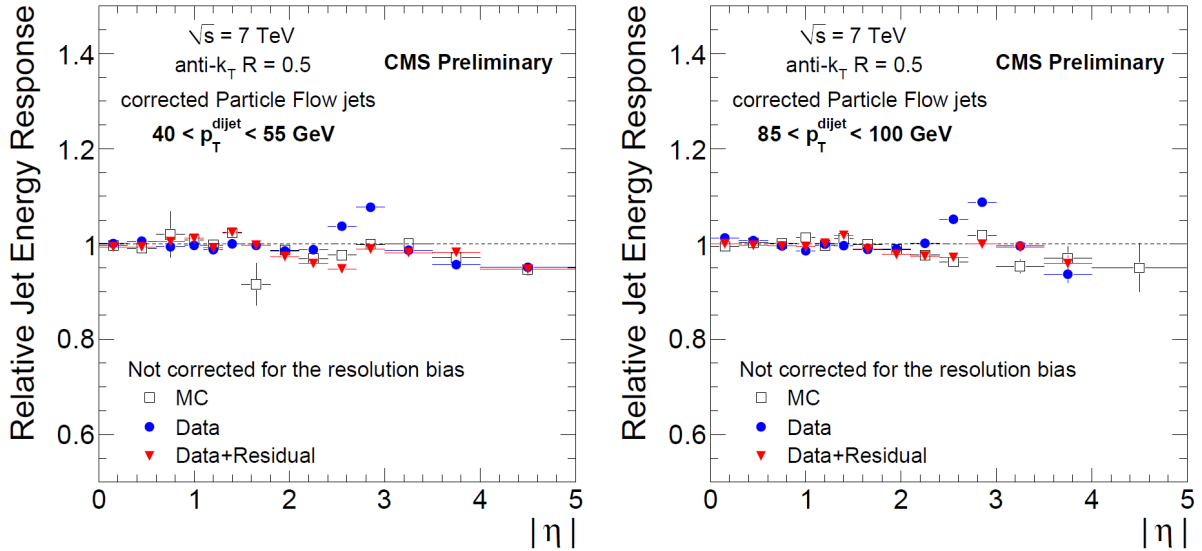 Relative Jet Energy Response
1.4
1.2
1
0.8
0.6
√s = 7 TeV
anti-k_T R = 0.5
CMS Preliminary
corrected Particle Flow jets
40 < p_T^dijet < 55 GeV
Not corrected for the resolution bias
MC
Data
Data+Residual
0 1 2 3 4 5
|η|
Relative Jet Energy Response
1.4
1.2
1
0.8
0.6
√s = 7 TeV
anti-k_T R = 0.5
CMS Preliminary
corrected Particle Flow jets
85 < p_T^dijet < 100 GeV
Not corrected for the resolution bias
MC
Data
Data+Residual
0 1 2 3 4 5
|η|